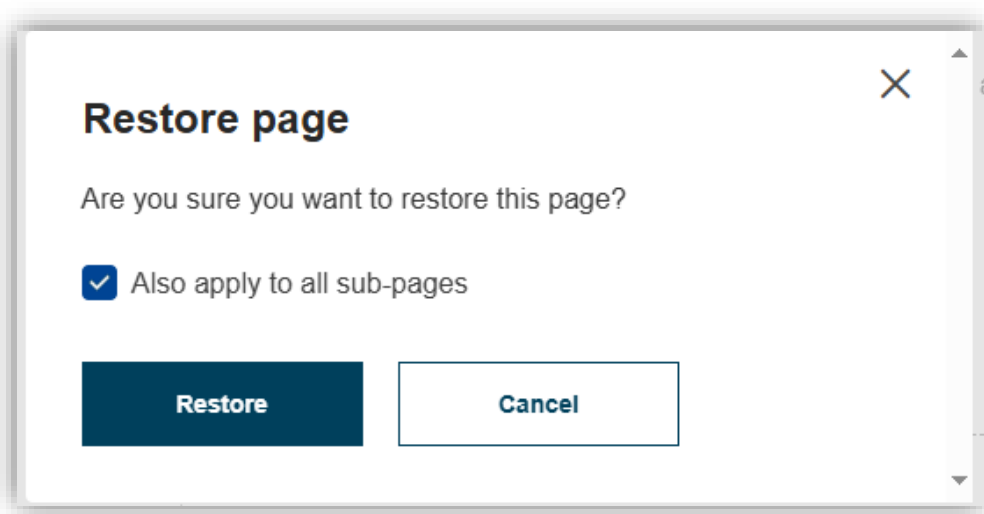 Restore page
Are you sure you want to restore this page?
Also apply to all sub-pages
Restore
Cancel